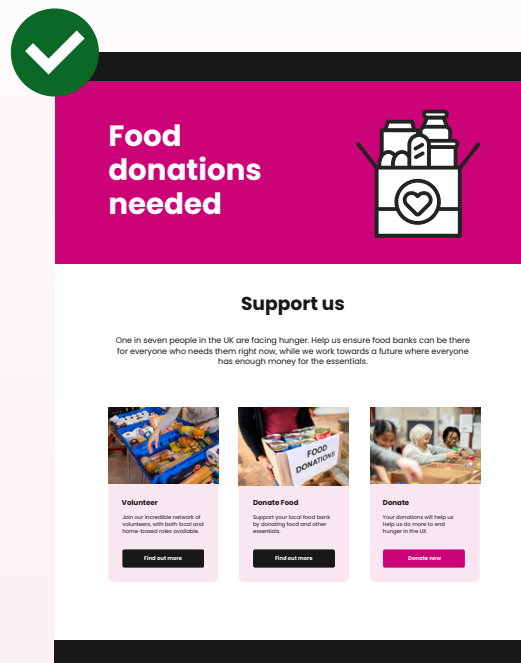 Food
donations
needed
Support us
One in seven people in the UK are facing hunger. Help us ensure food banks can be there
for everyone who needs them right now, while we work towards a future where everyone
has enough money for the essentials.
FOOD
DONATIONS
Volunteer
Join our incredible network of
volunteers, with both local and
home-based roles available.
Find out more
Donate Food
Support your local food bank
by donating food and other
essentials.
Find out more
Donate
Your donations will help us
Help us do more to end
hunger in the UK
Donate now